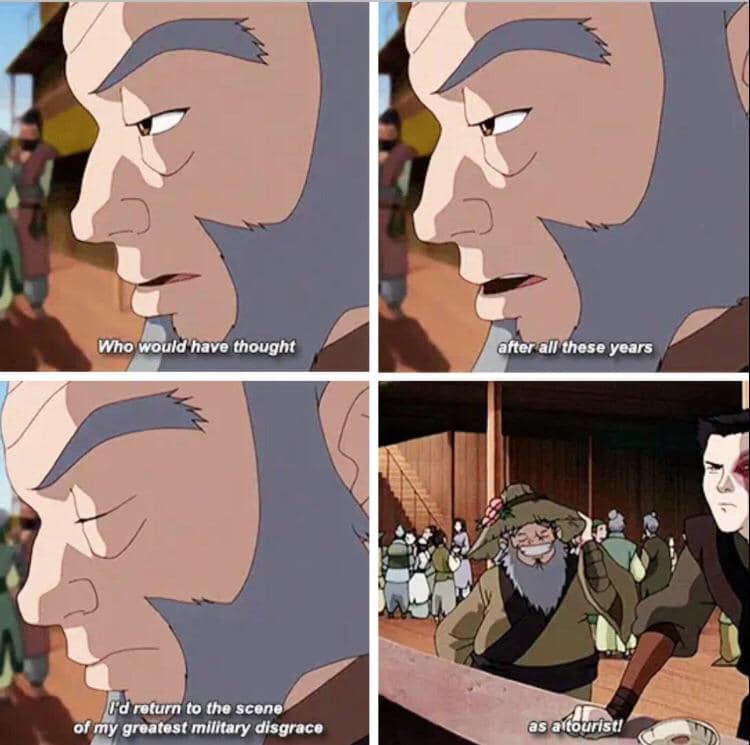 Who would have thought
after all these years
I'd return to the scene
of my greatest military disgrace
as a tourist!